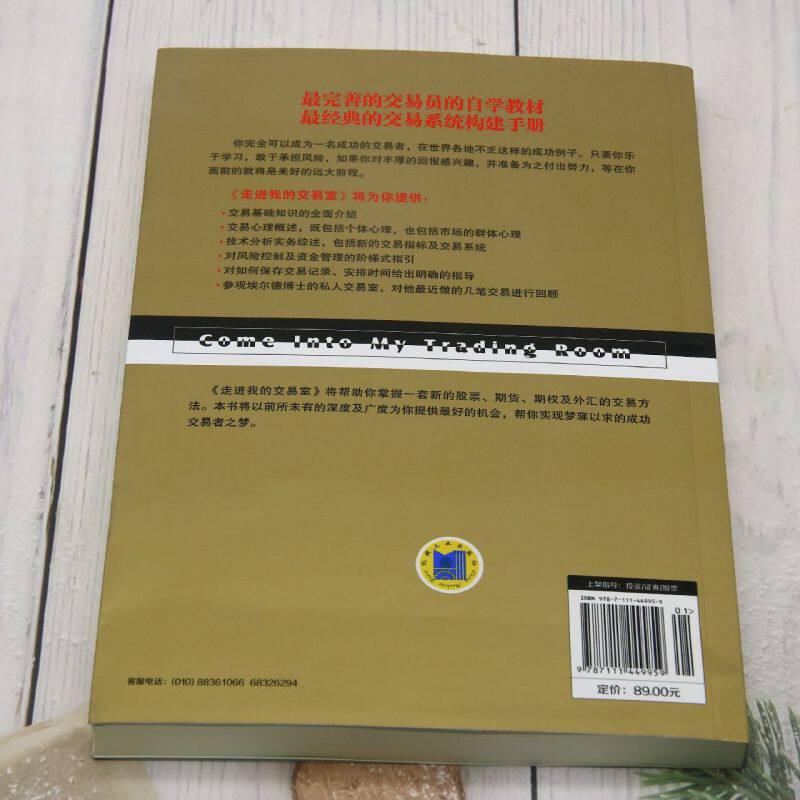 最完善的交易员的自学教材
最经典的交易系统构建手册
你完全可以成为一名成功的交易者，在世界各地不乏这样的成功例子。只要你乐
于学习，敢于承担风险，如果你对丰厚的回报感兴趣，并准备为之付出努力，等在你
面前的就将是美好的远大前程。
《走进我的交易室》将为你提供：
·交易基础知识的全面介绍
·交易心理概述，既包括个体心理，也包括市场的群体心理
·技术分析实务综述，包括新的交易指标及交易系统
·对风险控制及资金管理的阶梯式指引
·对如何保存交易记录、安排时间给出明确的指导
·参观埃尔德博士的私人交易室，对他最近做的几笔交易进行回顾
Come Into My Trading Room
《走进我的交易室》将帮助你掌握一套新的股票、期货、期权及外汇的交易方
法。本书将以前所未有的深度及广度为你提供最好的机会，帮你实现梦寐以求的成功
交易者之梦。
机械工业出版社
上架指导：投资/证券/股票
ISBN 978-7-111-44995-9
01>
9787111449959
定价：89.00元
客服电话：(010) 88361066 68326294